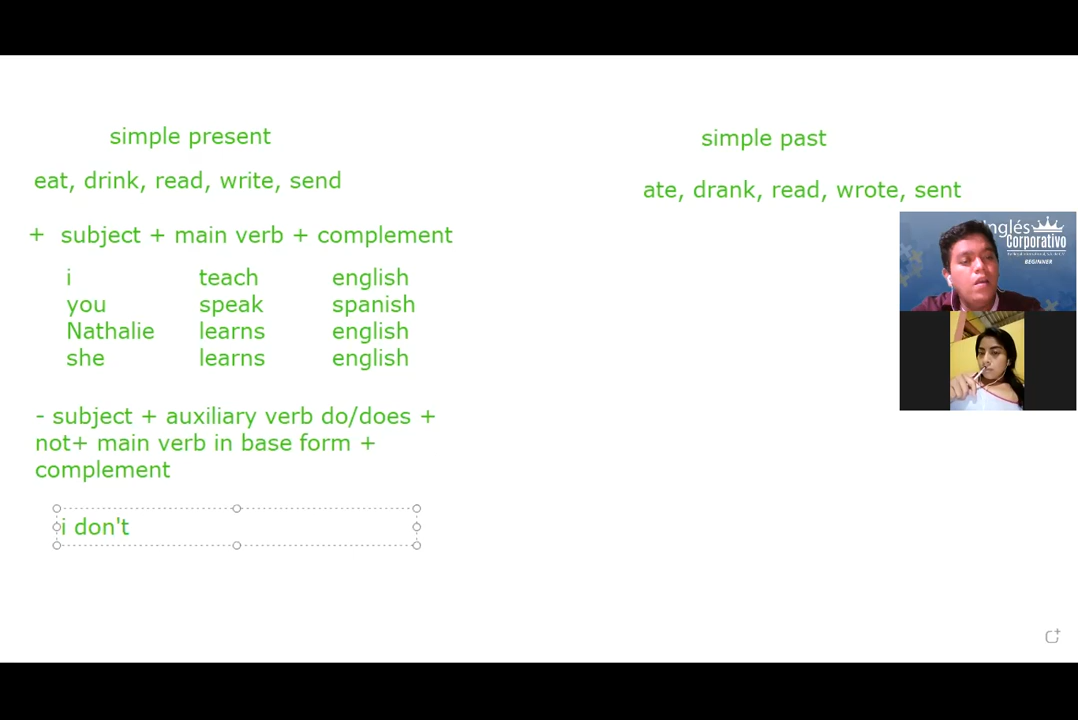 simple present
eat, drink, read, write, send
+ subject + main verb + complement
i teach english
you speak spanish
Nathalie learns english
she learns english
- subject + auxiliary verb do/does +
not+ main verb in base form +
complement
i don't
simple past
ate, drank, read, wrote, sent
Inglés
Corporativo
BEGINNER